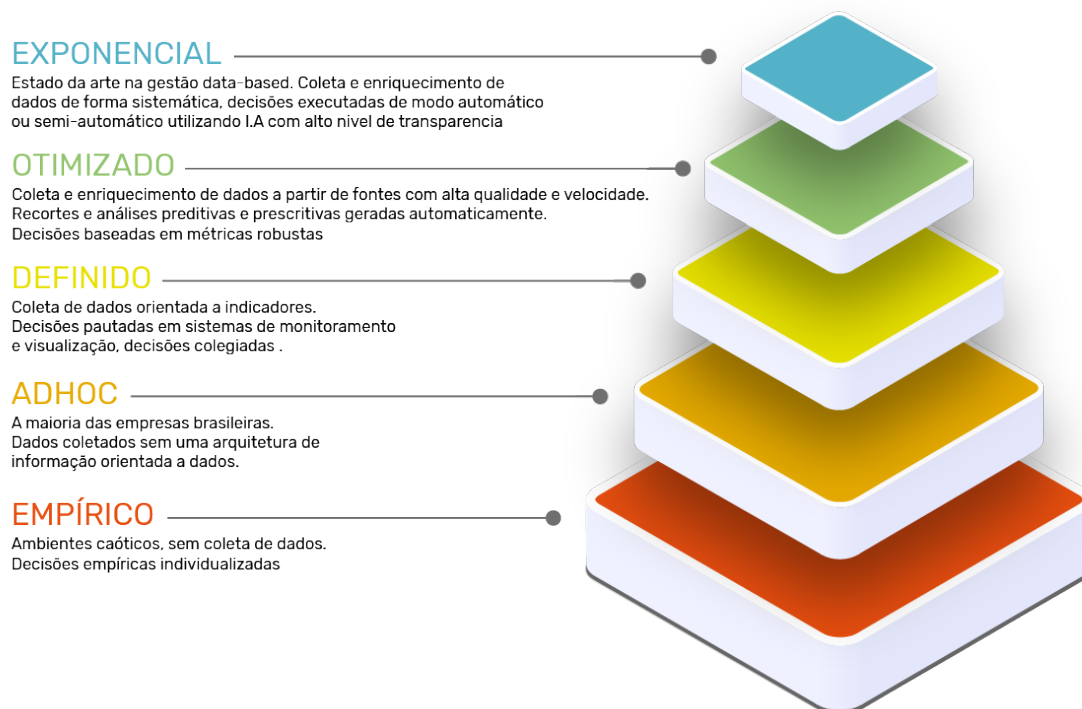 EXPONENCIAL
Estado da arte na gestão data-based. Coleta e enriquecimento de
dados de forma sistemática, decisões executadas de modo automático
ou semi-automático utilizando I.A com alto nivel de transparencia
OTIMIZADO
Coleta e enriquecimento de dados a partir de fontes com alta qualidade e velocidade.
Recortes e análises preditivas e prescritivas geradas automaticamente.
Decisões baseadas em métricas robustas
DEFINIDO
Coleta de dados orientada a indicadores.
Decisões pautadas em sistemas de monitoramento
e visualização, decisões colegiadas .
ADHOC
A maioria das empresas brasileiras.
Dados coletados sem uma arquitetura de
informação orientada a dados.
EMPÍRICO
Ambientes caóticos, sem coleta de dados.
Decisões empíricas individualizadas